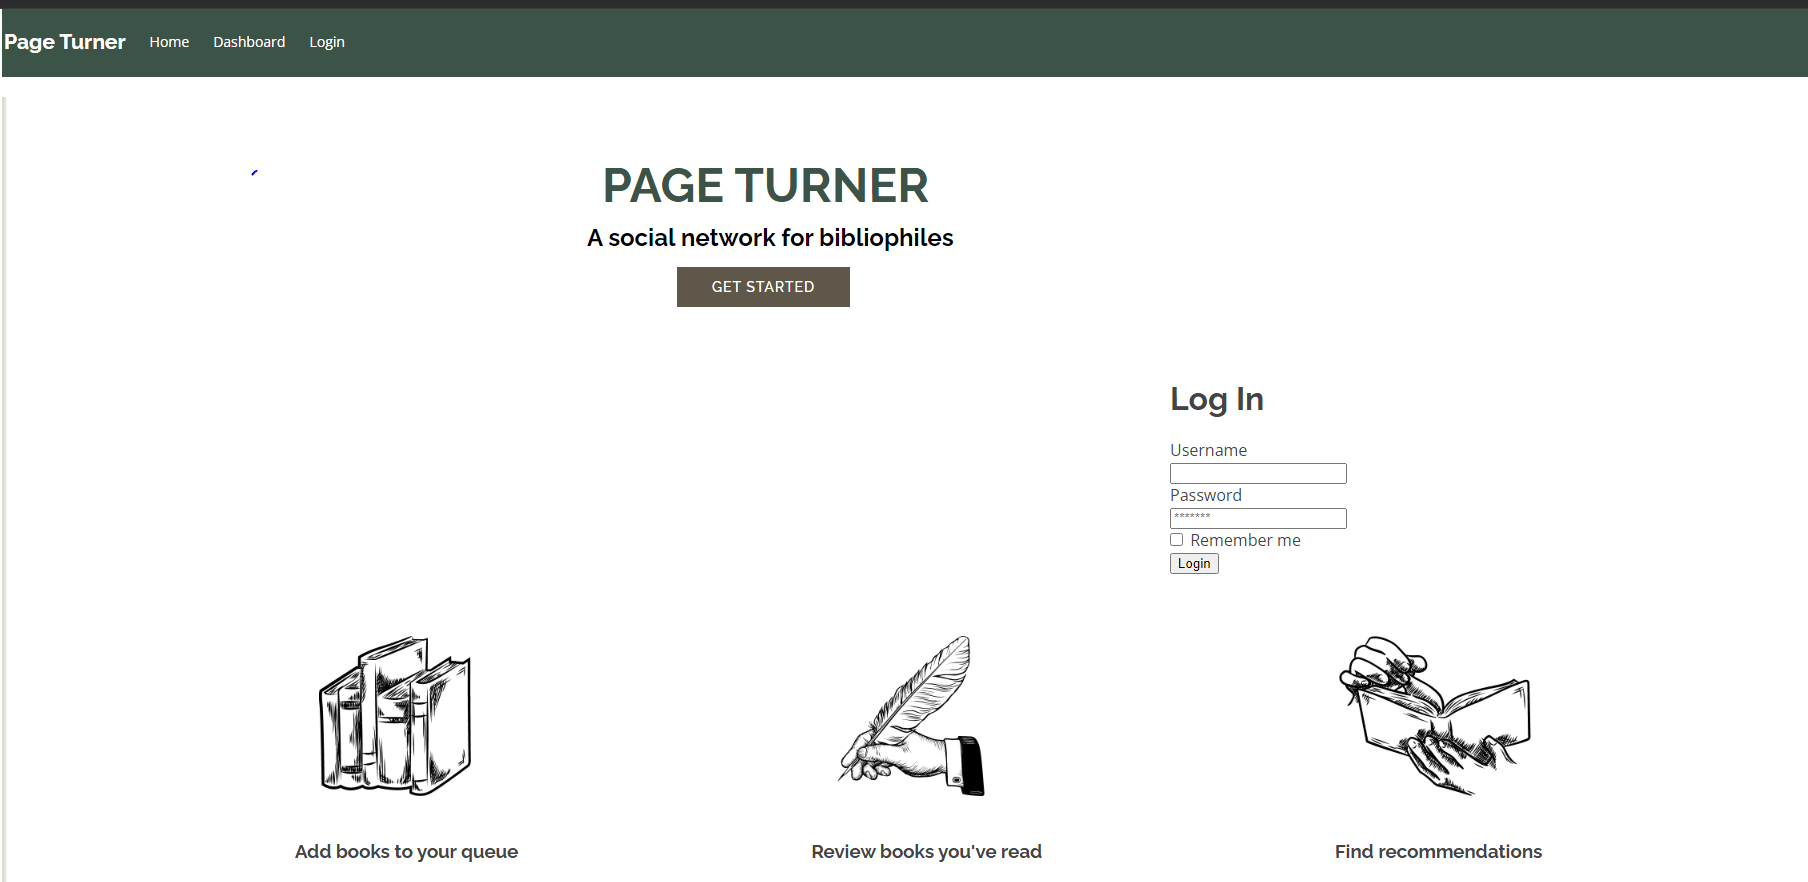 Page Turner Home Dashboard Login
PAGE TURNER
A social network for bibliophiles
GET STARTED
Log In
Username
Password
*******
Remember me
Login
Add books to your queue
Review books you've read
Find recommendations